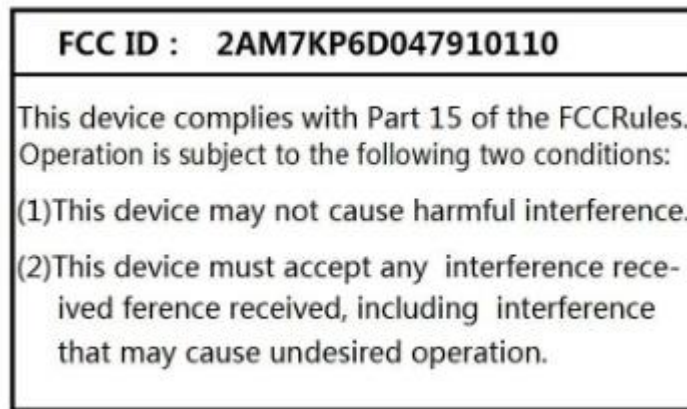 FCC ID : 2AM7KP6D047910110
This device complies with Part 15 of the FCCRules.
Operation is subject to the following two conditions:
(1)This device may not cause harmful interference.
(2)This device must accept any interference rece-
ived ference received, including interference
that may cause undesired operation.